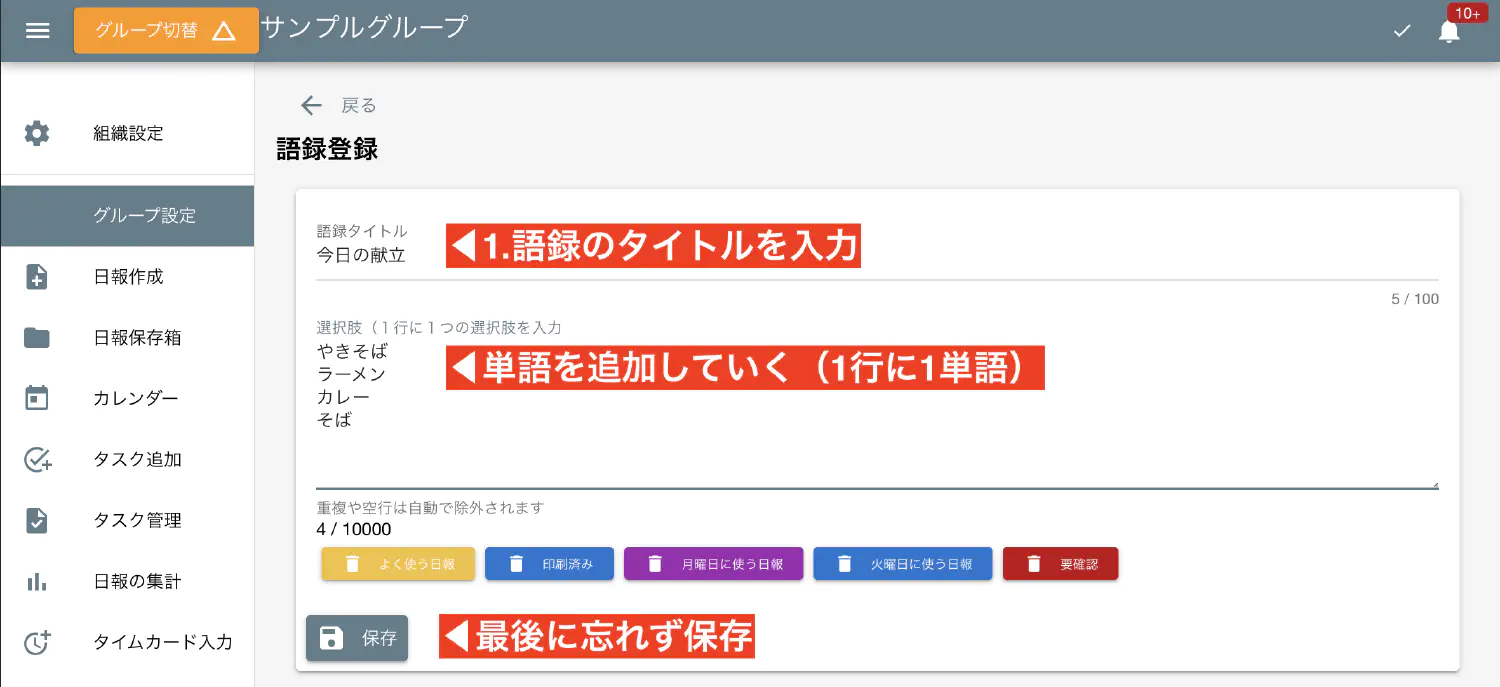 グループ切替
サンプルグループ
10+
組織設定
グループ設定
日報作成
日報保存箱
カレンダー
タスク追加
タスク管理
日報の集計
タイムカード入力
戻る
語録登録
語録タイトル
今日の献立
◀1.語録のタイトルを入力
5 / 100
選択肢（１行に１つの選択肢を入力
やきそば
ラーメン
カレー
そば
◀単語を追加していく（1行に1単語）
重複や空行は自動で除外されます
4 / 10000
よく使う日報
印刷済み
月曜日に使う日報
火曜日に使う日報
要確認
保存
◀最後に忘れず保存